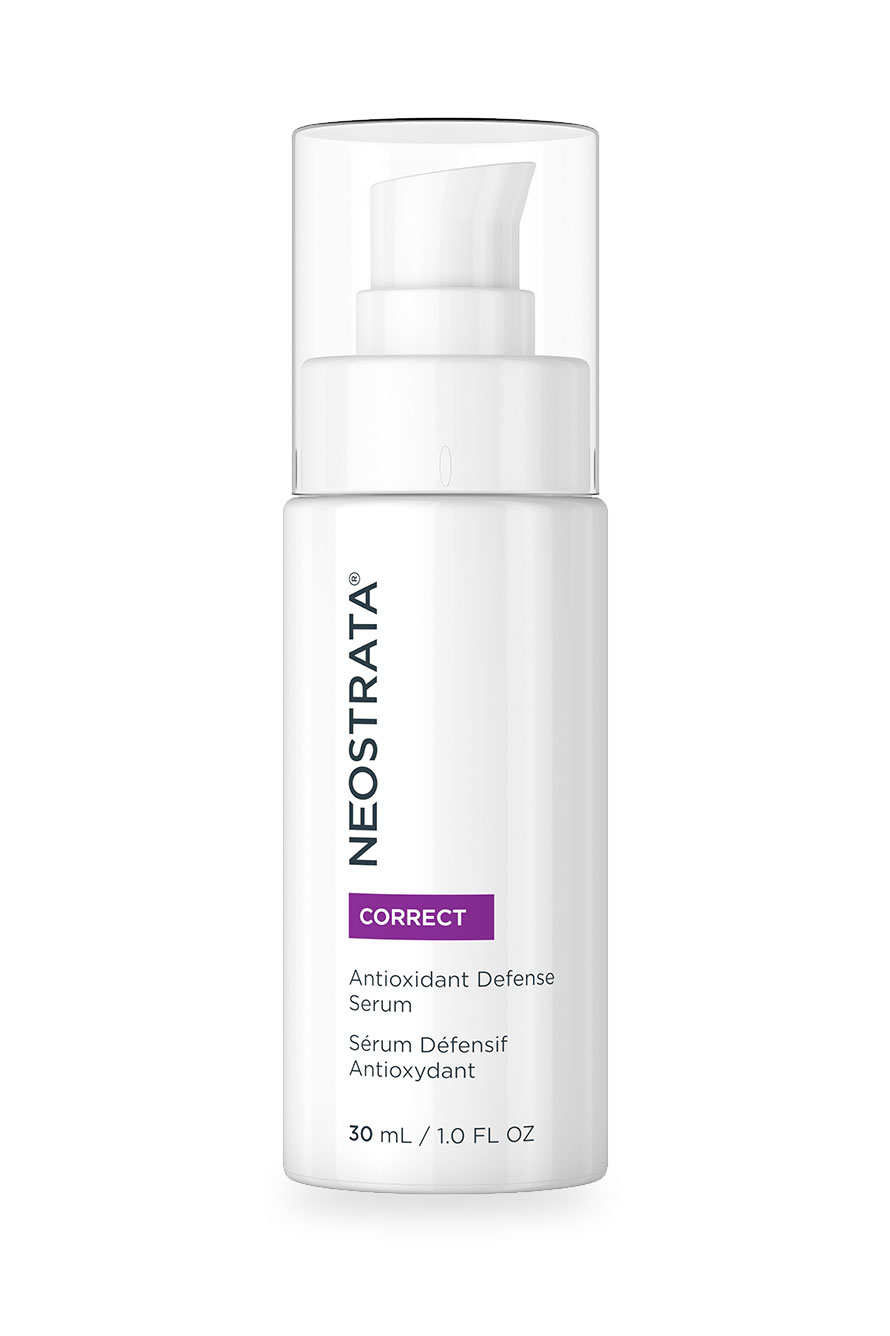 NEOSTRATA®
CORRECT
Antioxidant Defense
Serum
Sérum Défensif
Antioxydant
30 mL / 1.0 FL OZ